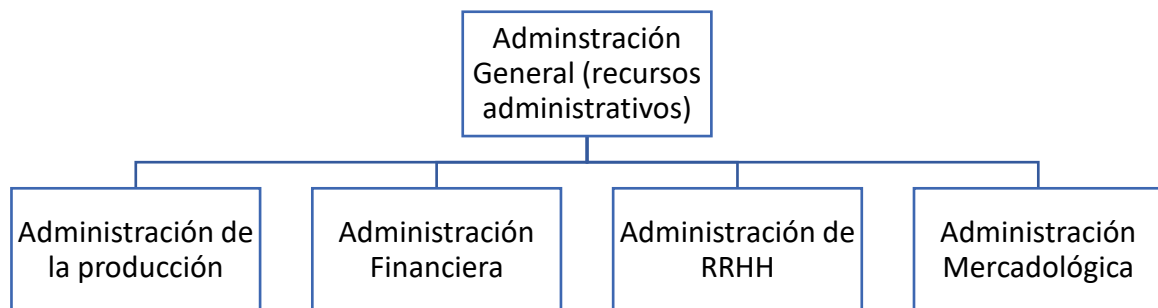 Adminstración
General (recursos
administrativos)
Administración de
la producción
Administración
Financiera
Administración de
RRHH
Administración
Mercadológica